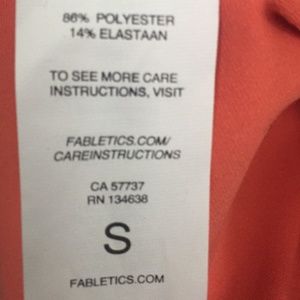 86% POLYESTER
14% ELASTAAN
TO SEE MORE CARE
INSTRUCTIONS, VISIT
FABLETICS.COM/
CAREINSTRUCTIONS
CA 57737
RN 134638
S
FABLETICS.COM